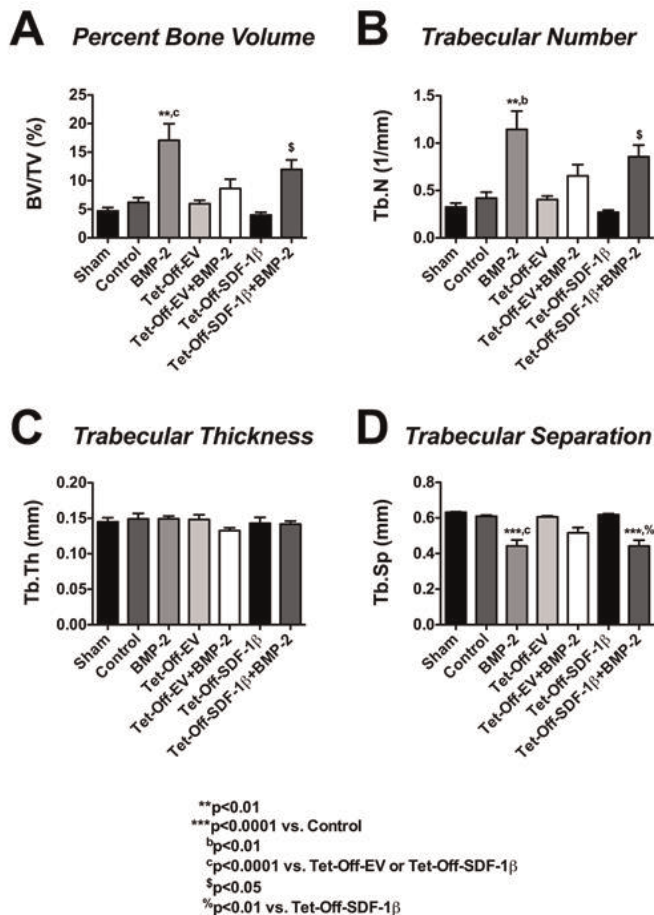 A Percent Bone Volume
BV/TV (%)
25
20
15
10
5
0
**,c
$
Sham
Control
BMP-2
Tet-Off-EV
Tet-Off-EV+BMP-2
Tet-Off-SDF-1β
Tet-Off-SDF-1β+BMP-2
B Trabecular Number
Tb.N (1/mm)
1.5
1.0
0.5
0.0
**,b
$
Sham
Control
BMP-2
Tet-Off-EV
Tet-Off-EV+BMP-2
Tet-Off-SDF-1β
Tet-Off-SDF-1β+BMP-2
C Trabecular Thickness
Tb.Th (mm)
0.20
0.15
0.10
0.05
0.00
Sham
Control
BMP-2
Tet-Off-EV
Tet-Off-EV+BMP-2
Tet-Off-SDF-1β
Tet-Off-SDF-1β+BMP-2
D Trabecular Separation
Tb.Sp (mm)
0.8
0.6
0.4
0.2
0.0
***,c
***,%
Sham
Control
BMP-2
Tet-Off-EV
Tet-Off-EV+BMP-2
Tet-Off-SDF-1β
Tet-Off-SDF-1β+BMP-2
**p<0.01
***p<0.0001 vs. Control
bp<0.01
cp<0.0001 vs. Tet-Off-EV or Tet-Off-SDF-1β
$p<0.05
%p<0.01 vs. Tet-Off-SDF-1β